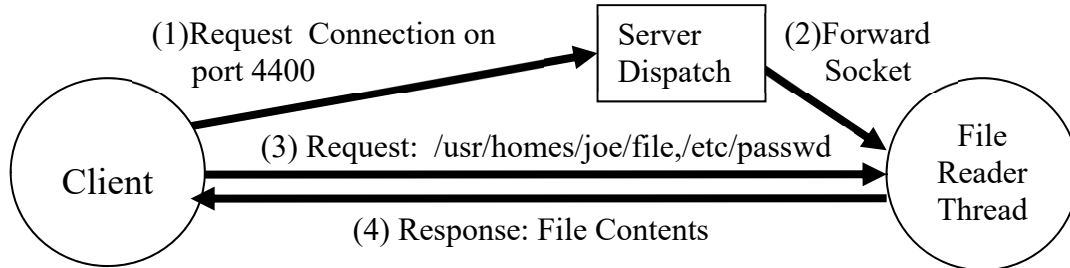 (1)Request Connection on
port 4400
Server
Dispatch
(2)Forward
Socket
Client
(3) Request: /usr/homes/joe/file,/etc/passwd
File
Reader
Thread
(4) Response: File Contents